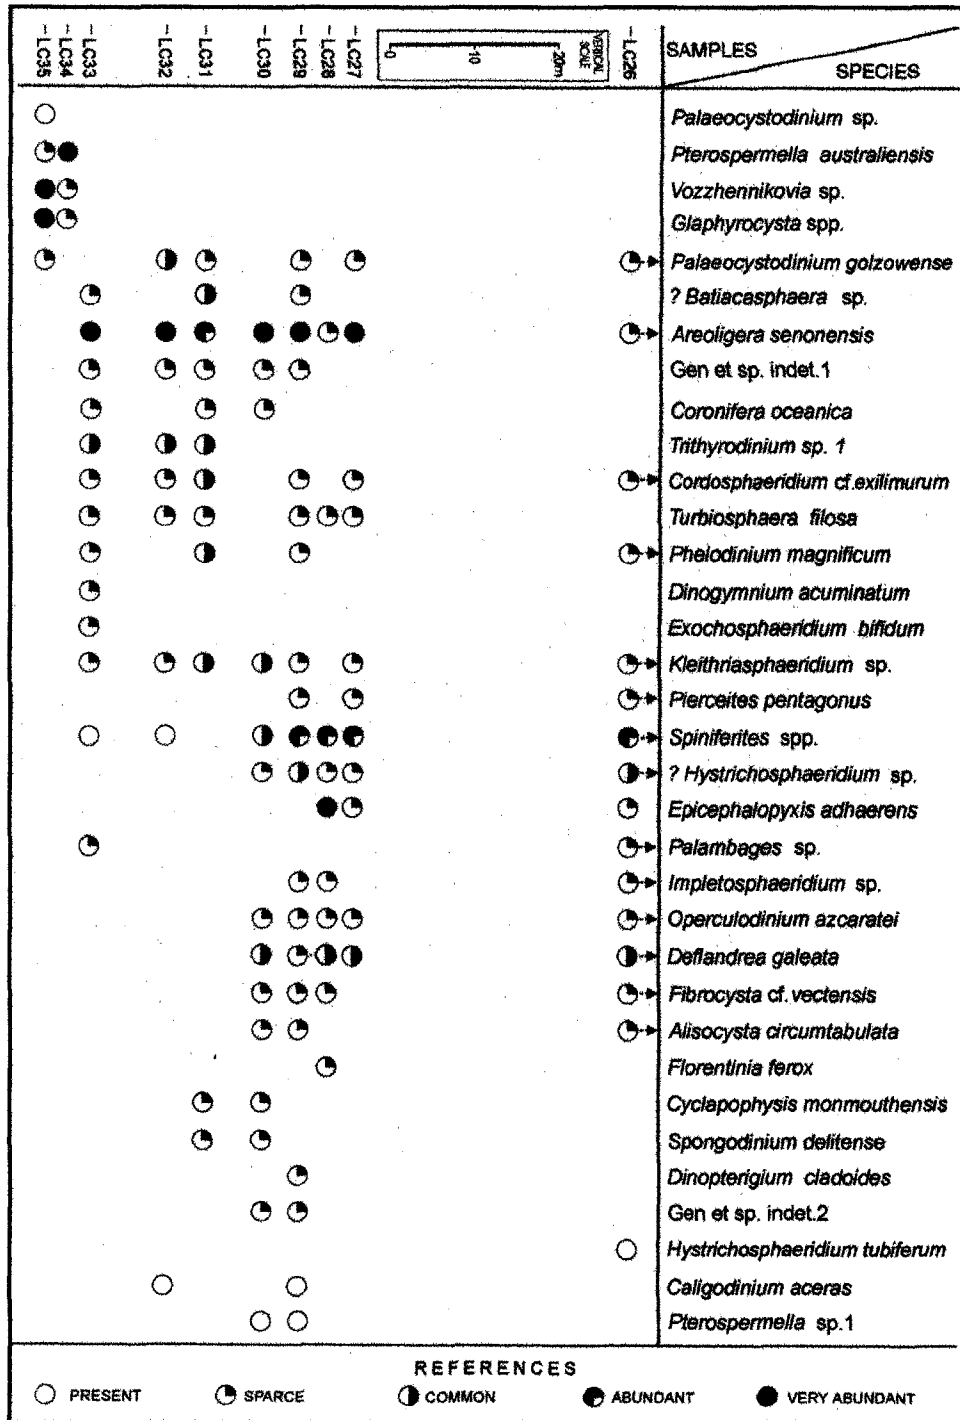 LC35
LC34
LC33
LC32
LC31
LC30
LC29
LC28
LC27
0
10
20m
VERTICAL
SCALE
LC26
SAMPLES
SPECIES
Palaeocystodinium sp.
Pterospermella australiensis
Vozzhennikovia sp.
Glaphyrocysta spp.
Palaeocystodinium golzowense
? Batiacasphaera sp.
Areoligera senonensis
Gen et sp. indet.1
Coronifera oceanica
Trithyrodinium sp. 1
Cordosphaeridium cf.exilimurum
Turbiosphaera filosa
Phelodinium magnificum
Dinogymnium acuminatum
Exochosphaeridium bifidum
Kleithriasphaeridium sp.
Pierceites pentagonus
Spiniferites spp.
? Hystrichosphaeridium sp.
Epicephalopyxis adhaerens
Palambages sp.
Impletosphaeridium sp.
Operculodinium azcaratei
Deflandrea galeata
Fibrocysta cf. vectensis
Alisocysta circumtabulata
Florentinia ferox
Cyclapophysis monmouthensis
Spongodinium delitense
Dinopterigium cladoides
Gen et sp. indet.2
Hystrichosphaeridium tubiferum
Caligodinium aceras
Pterospermella sp.1
REFERENCES
PRESENT SPARCE COMMON ABUNDANT VERY ABUNDANT